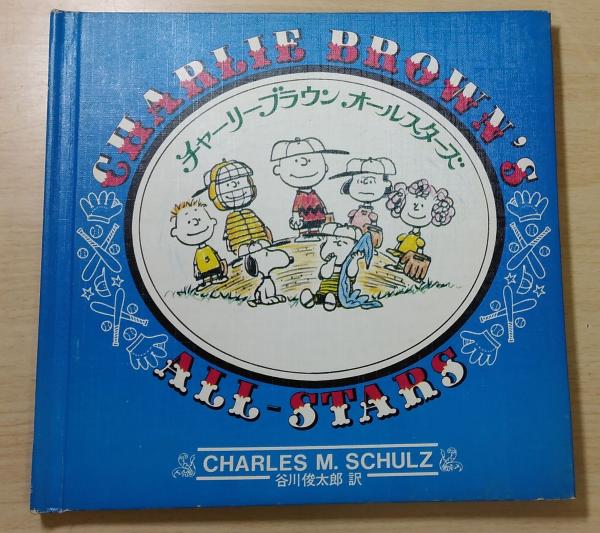 CHARLIE BROWN'S
チャーリーブラウン、オールスターズ
ALL-STARS
CHARLES M. SCHULZ
谷川俊太郎 訳